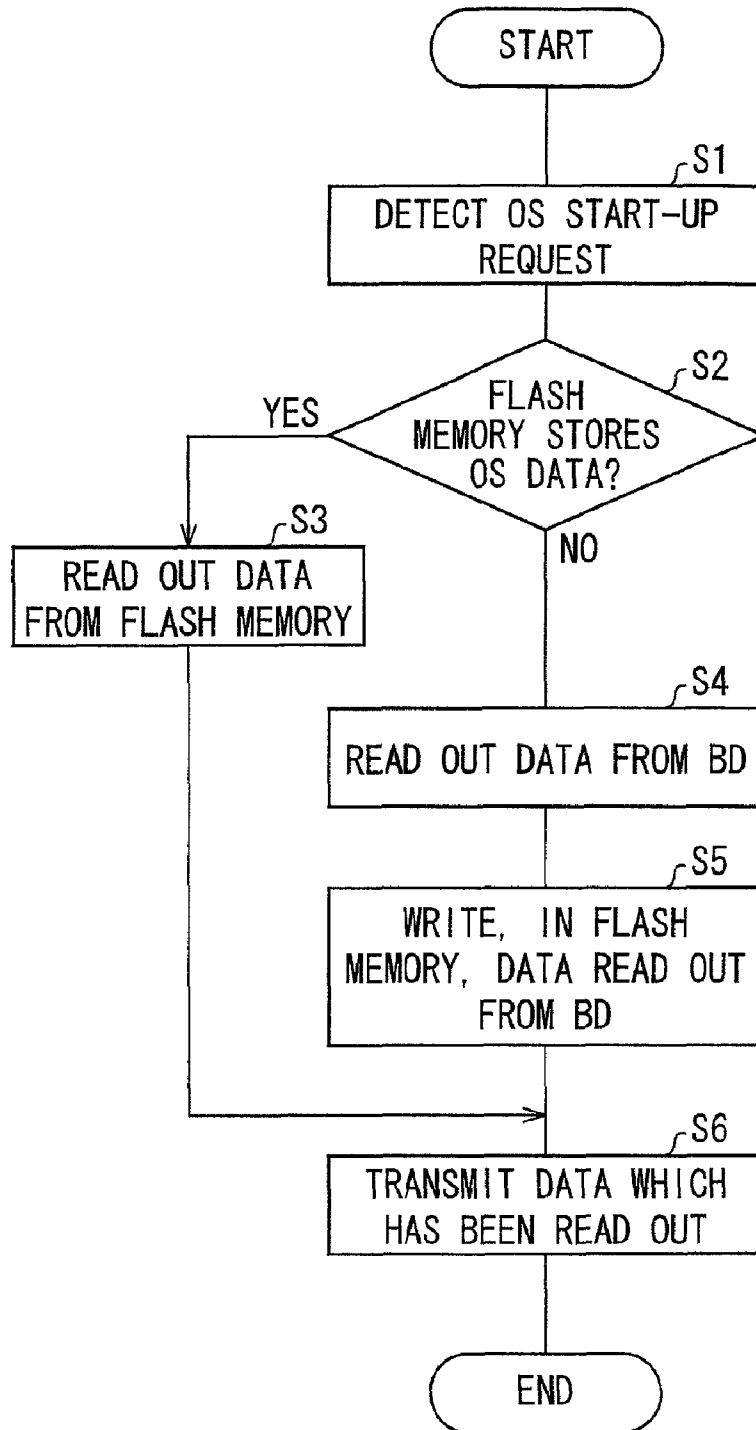 START
S1
DETECT OS START-UP
REQUEST
S2
FLASH
MEMORY STORES
OS DATA?
YES
NO
S3
READ OUT DATA
FROM FLASH MEMORY
S4
READ OUT DATA FROM BD
S5
WRITE, IN FLASH
MEMORY, DATA READ OUT
FROM BD
S6
TRANSMIT DATA WHICH
HAS BEEN READ OUT
END